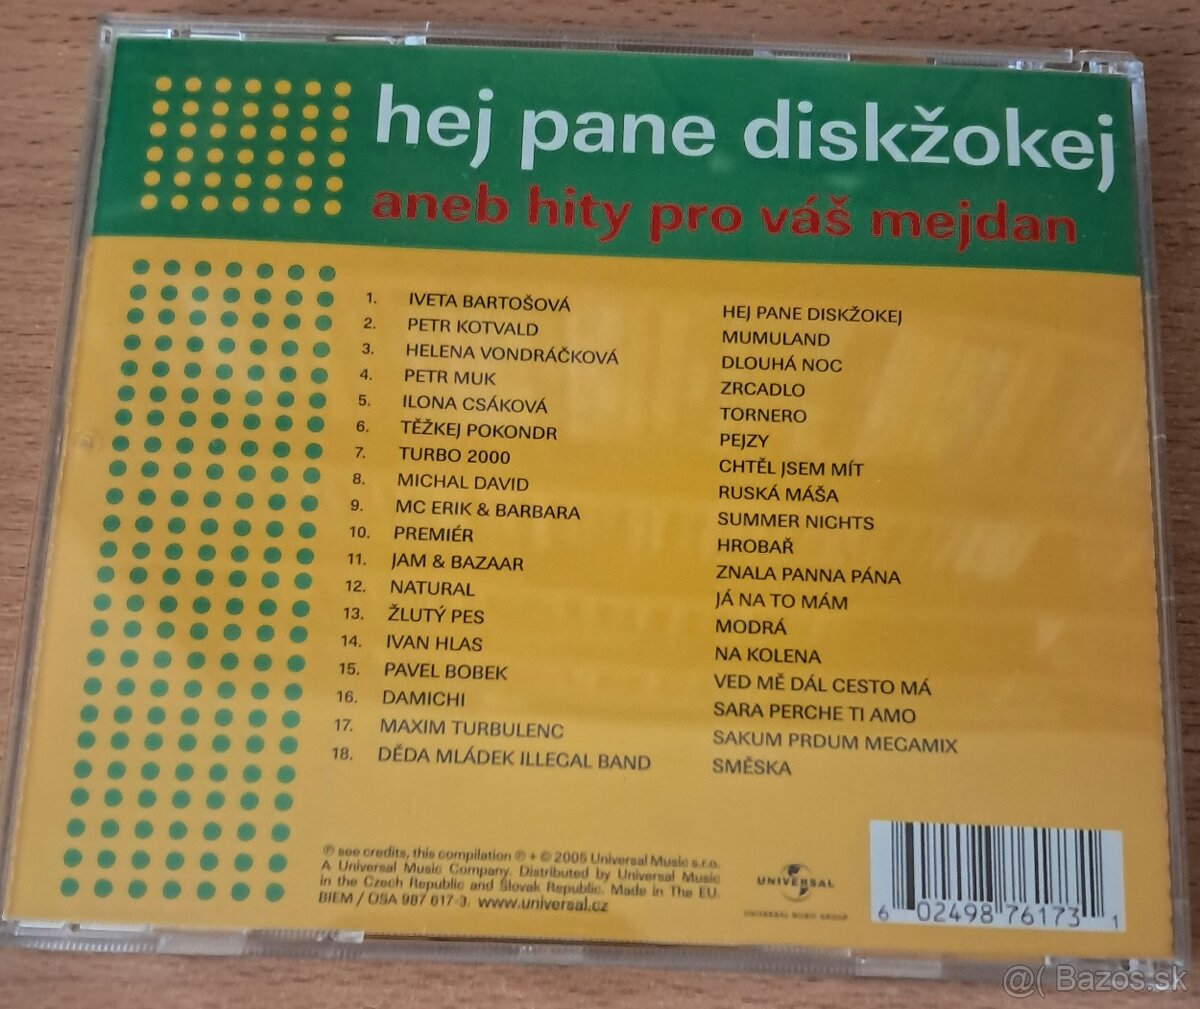 hej pane diskžokej
aneb hity pro váš mejdan
1. IVETA BARTOŠOVÁ HEJ PANE DISKŽOKEJ
2. PETR KOTVALD MUMULAND
3. HELENA VONDRÁČKOVÁ DLOUHÁ NOC
4. PETR MUK ZRCADLO
5. ILONA CSÁKOVÁ TORNERO
6. TĚŽKEJ POKONDR PEJZY
7. TURBO 2000 CHTĚL JSEM MÍT
8. MICHAL DAVID RUSKÁ MÁŠA
9. MC ERIK & BARBARA SUMMER NIGHTS
10. PREMIÉR HROBAŘ
11. JAM & BAZAAR ZNALA PANNA PÁNA
12. NATURAL JÁ NA TO MÁM
13. ŽLUTÝ PES MODRÁ
14. IVAN HLAS NA KOLENA
15. PAVEL BOBEK VED MĚ DÁL CESTO MÁ
16. DAMICHI SARA PERCHE TI AMO
17. MAXIM TURBULENC SAKUM PRDUM MEGAMIX
18. DĚDA MLÁDEK ILLEGAL BAND SMĚSKA
℗ see credits, this compilation ℗ + © 2005 Universal Music s.r.o.
A Universal Music Company. Distributed by Universal Music
in the Czech Republic and Slovak Republic. Made in The EU.
BIEM / OSA 987 617-3. www.universal.cz
UNIVERSAL
UNIVERSAL MUSIC GROUP
6 02498 76173 1
@( Bazos.sk